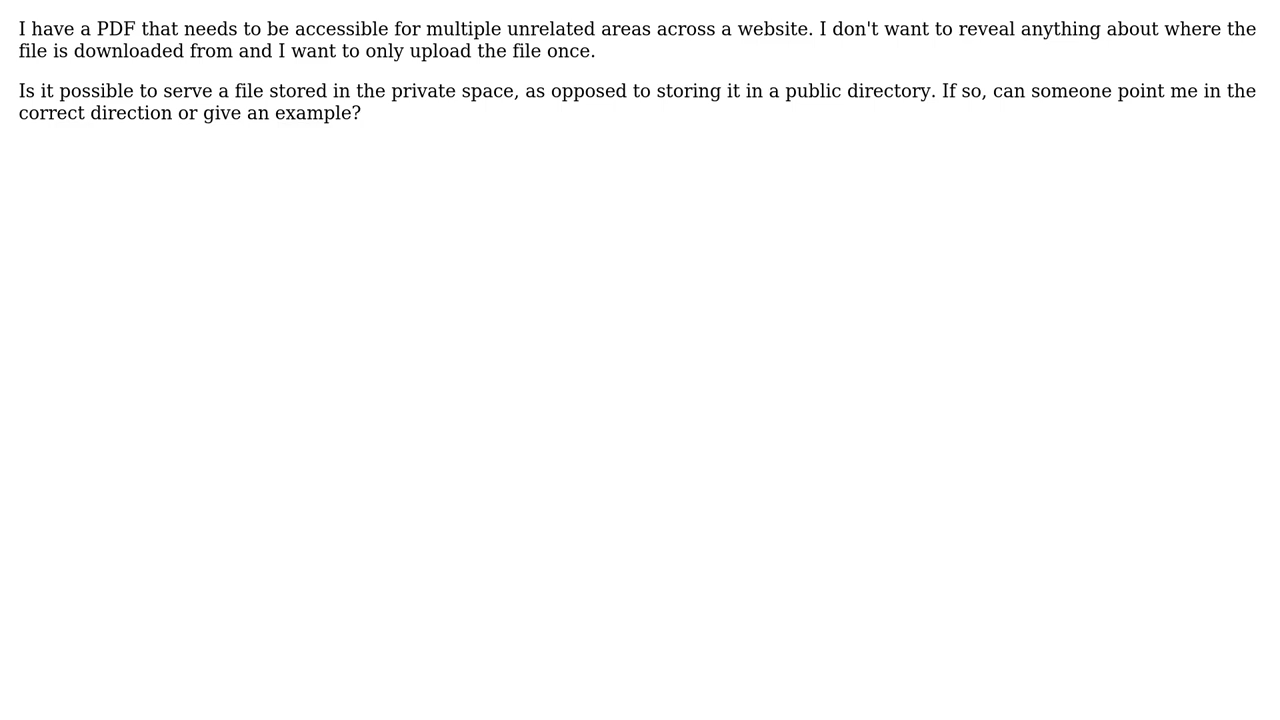 I have a PDF that needs to be accessible for multiple unrelated areas across a website. I don't want to reveal anything about where the
file is downloaded from and I want to only upload the file once.
Is it possible to serve a file stored in the private space, as opposed to storing it in a public directory. If so, can someone point me in the
correct direction or give an example?